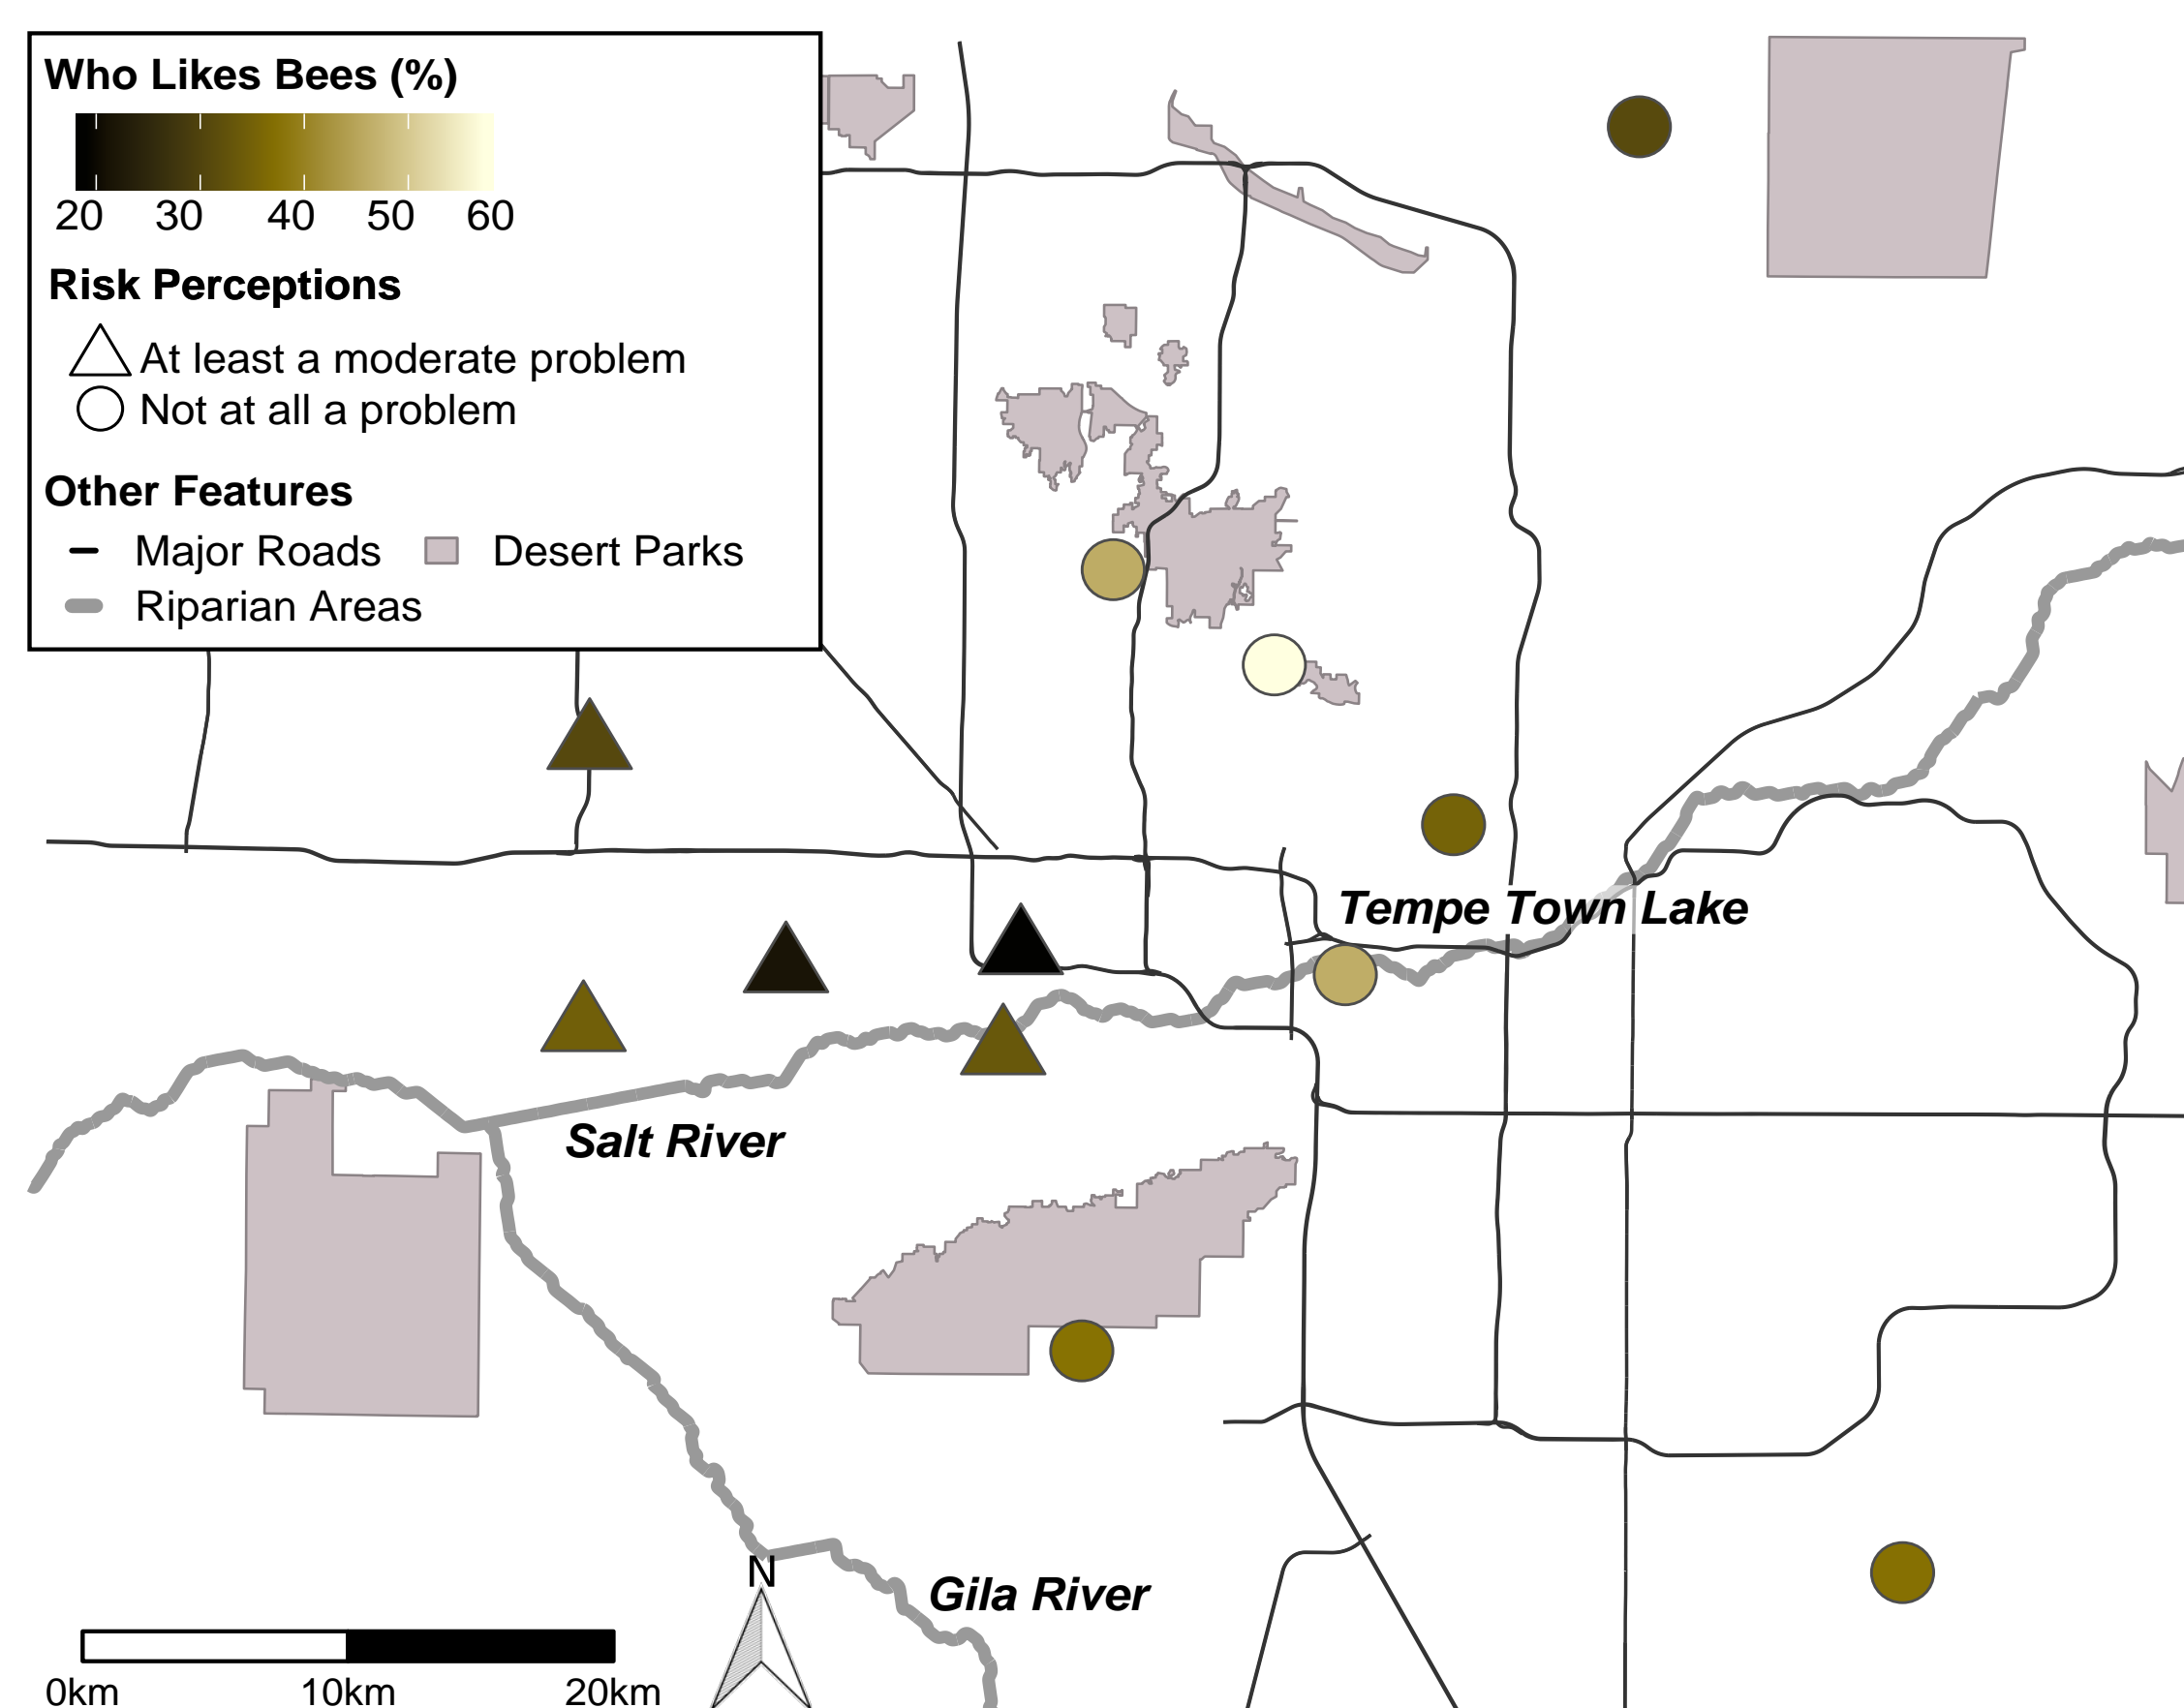 Who Likes Bees (%)
20 30 40 50 60
Risk Perceptions
At least a moderate problem
Not at all a problem
Other Features
Major Roads Desert Parks
Riparian Areas
Tempe Town Lake
Salt River
N
Gila River
0km 10km 20km